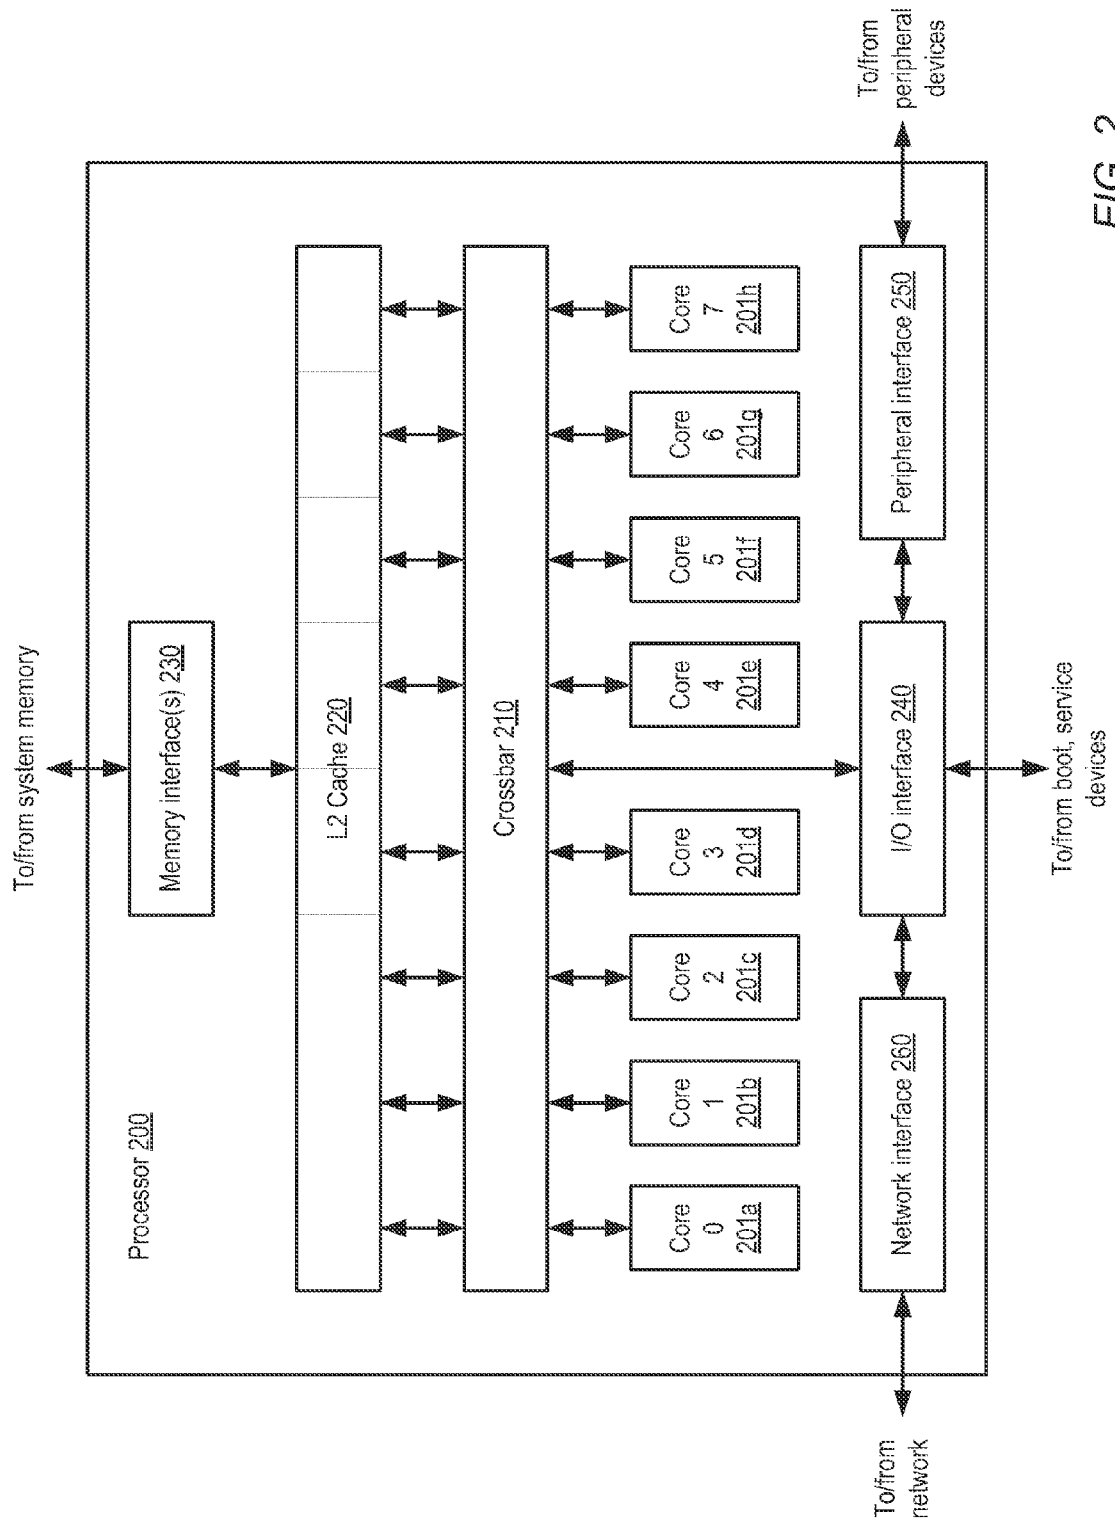 To/from system memory
Processor 200
Memory interface(s) 230
L2 Cache 220
Crossbar 210
Core
0
201a
Core
1
201b
Core
2
201c
Core
3
201d
Core
4
201e
Core
5
201f
Core
6
201g
Core
7
201h
Network interface 260
I/O interface 240
Peripheral interface 250
To/from
network
To/from boot, service
devices
To/from
peripheral
devices
FIG. 2